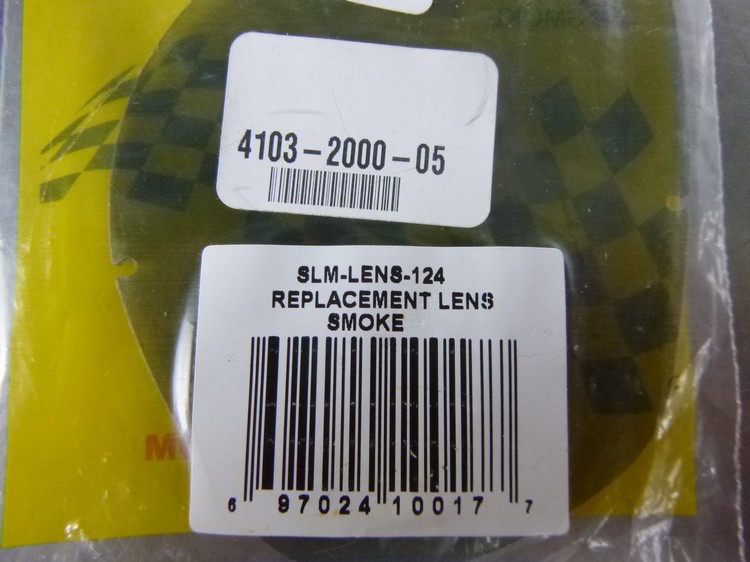 4103-2000-05
SLM-LENS-124
REPLACEMENT LENS
SMOKE
6 97024 10017 7